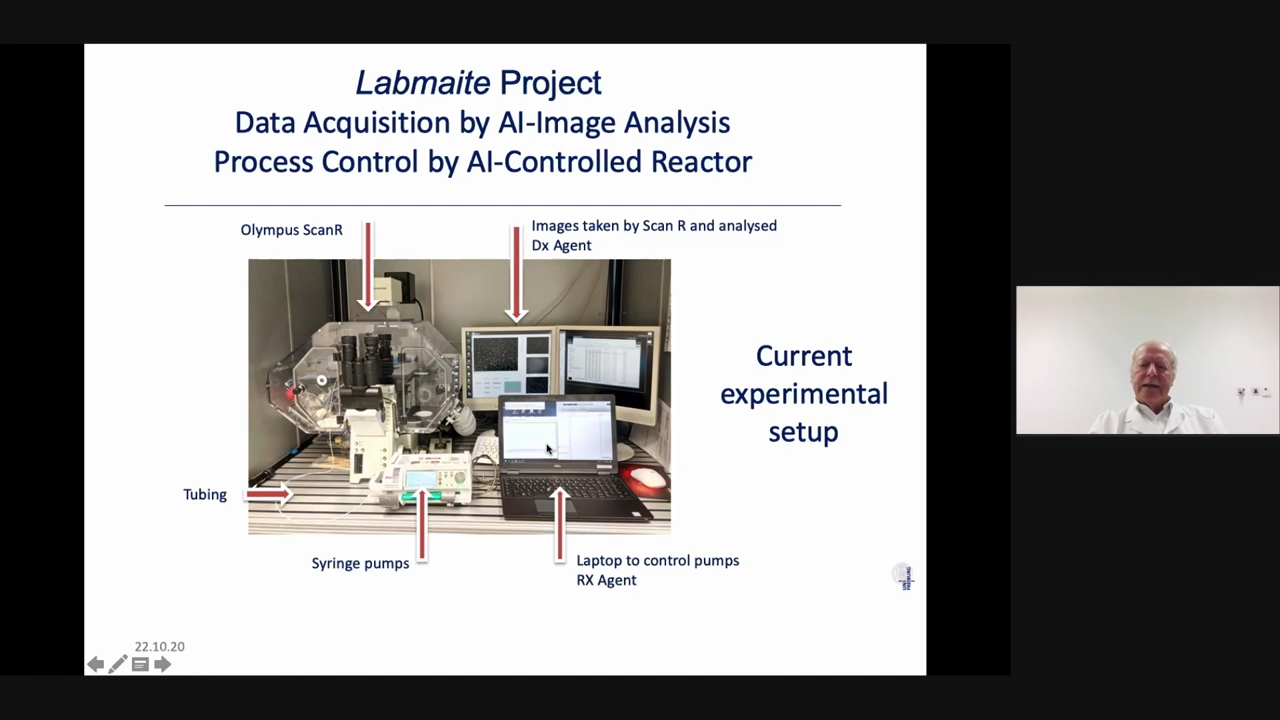 Labmaite Project
Data Acquisition by AI-Image Analysis
Process Control by AI-Controlled Reactor
Olympus ScanR
Images taken by Scan R and analysed
Dx Agent
Current
experimental
setup
Tubing
Syringe pumps
Laptop to control pumps
RX Agent
22.10.20